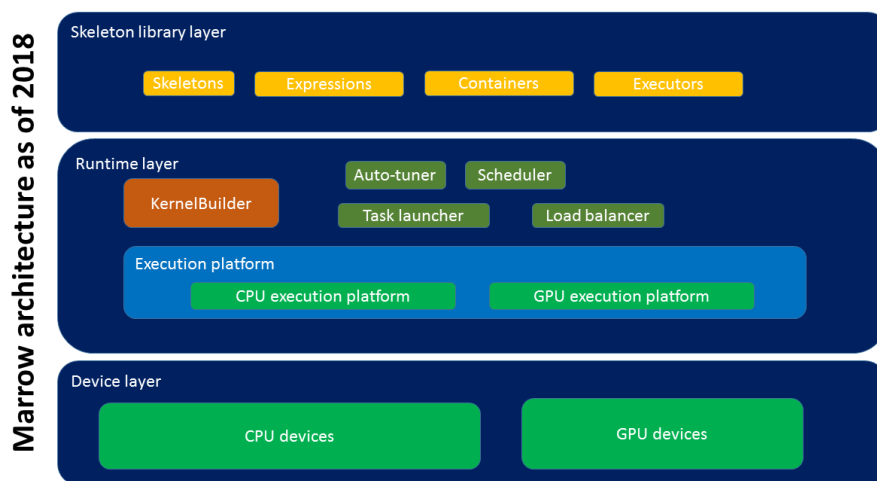 Marrow architecture as of 2018
Skeleton library layer
Skeletons
Expressions
Containers
Executors
Runtime layer
Auto-tuner
Scheduler
KernelBuilder
Task launcher
Load balancer
Execution platform
CPU execution platform
GPU execution platform
Device layer
CPU devices
GPU devices